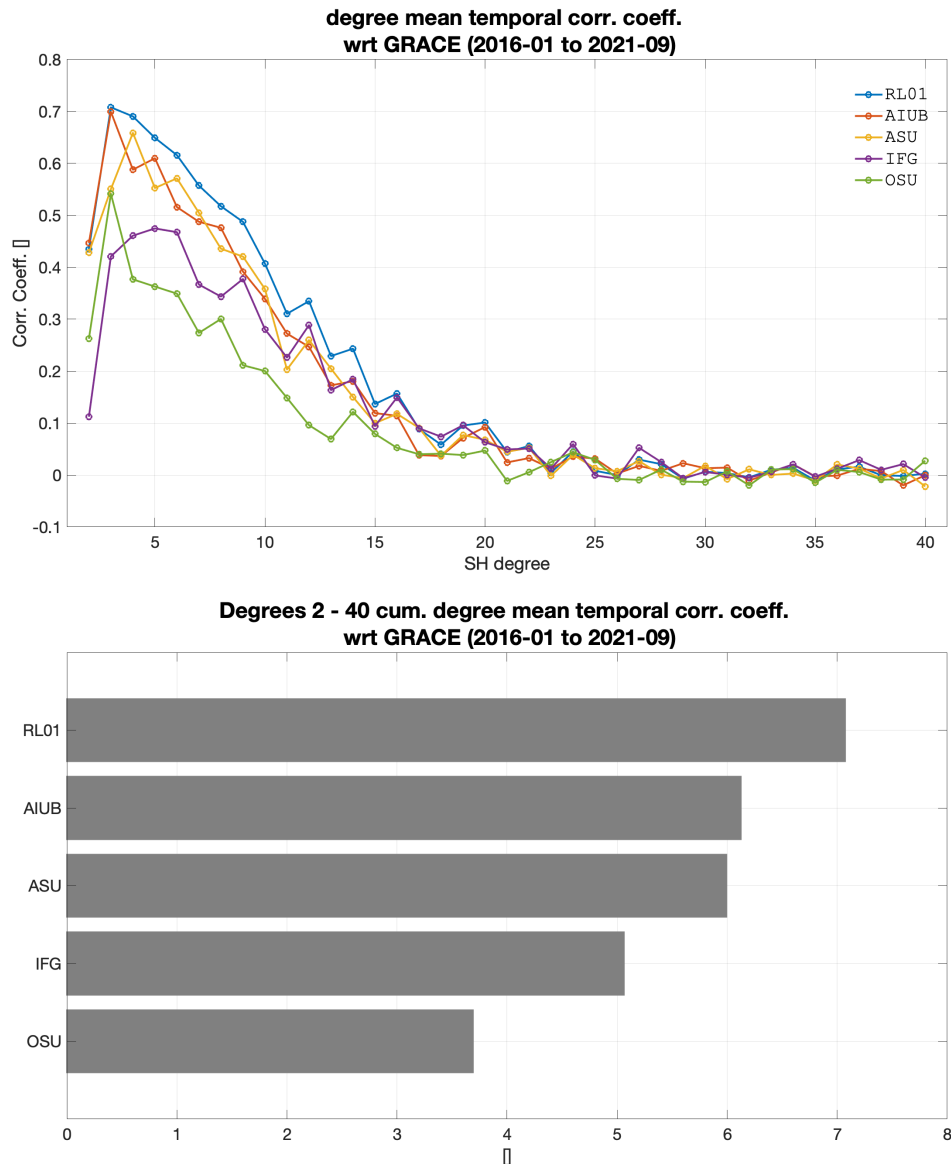 degree mean temporal corr. coeff.
wrt GRACE (2016-01 to 2021-09)
0.8
0.7
0.6
0.5
0.4
0.3
0.2
0.1
0
-0.1
Corr. Coeff. []
RL01
AIUB
ASU
IFG
OSU
5 10 15 20 25 30 35 40
SH degree
Degrees 2 - 40 cum. degree mean temporal corr. coeff.
wrt GRACE (2016-01 to 2021-09)
RL01
AIUB
ASU
IFG
OSU
0 1 2 3 4 5 6 7 8
[]